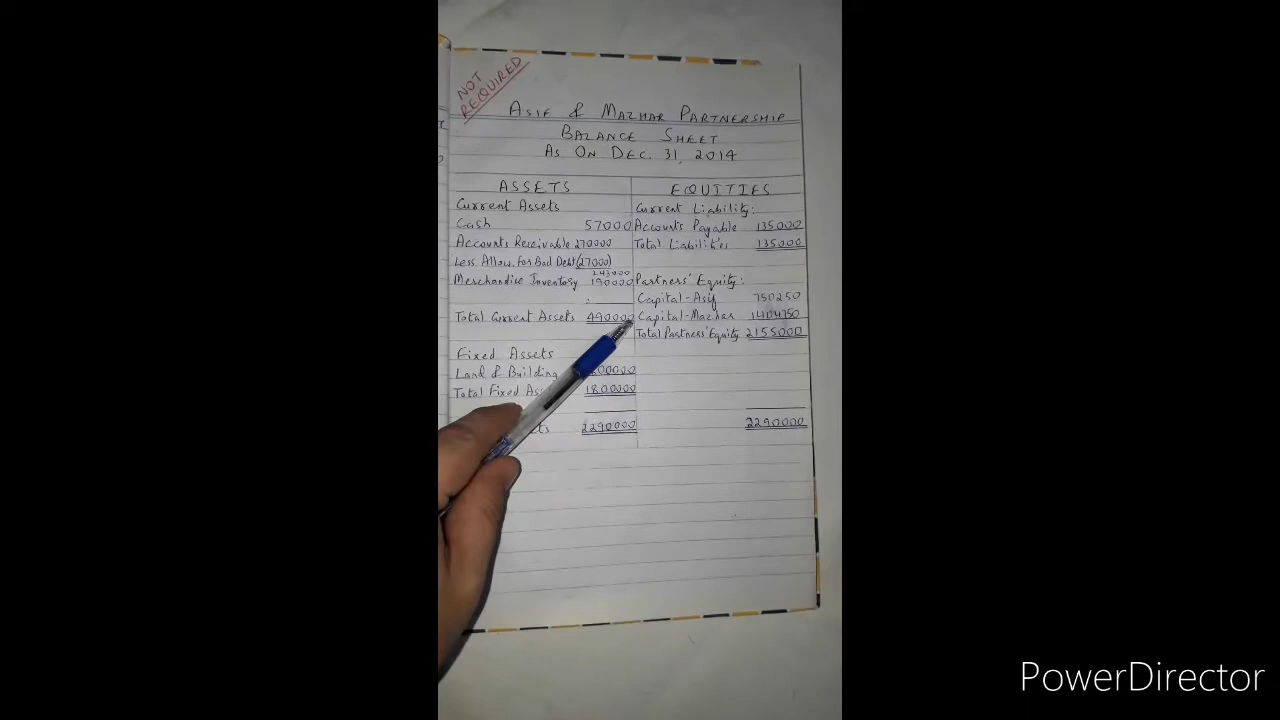 NOT
REQUIRED
ASIF & MAZHAR PARTNERSHIP
BALANCE SHEET
AS ON DEC. 31, 2014
ASSETS
Current Assets
Cash 57000
Accounts Receivable 270000
Less Allow. for Bad Debt (27000)
243000
Merchandise Inventory 190000
Total Current Assets 490000
Fixed Assets
Land & Building 00000
Total Fixed As 1800000
ts 2290000
EQUITIES
Current Liability:
Accounts Payable 135000
Total Liabilities 135000
Partners' Equity:
Capital-Asif 750250
Capital-Mazhar 1404750
Total Partners' Equity 2155000
2290000
PowerDirector